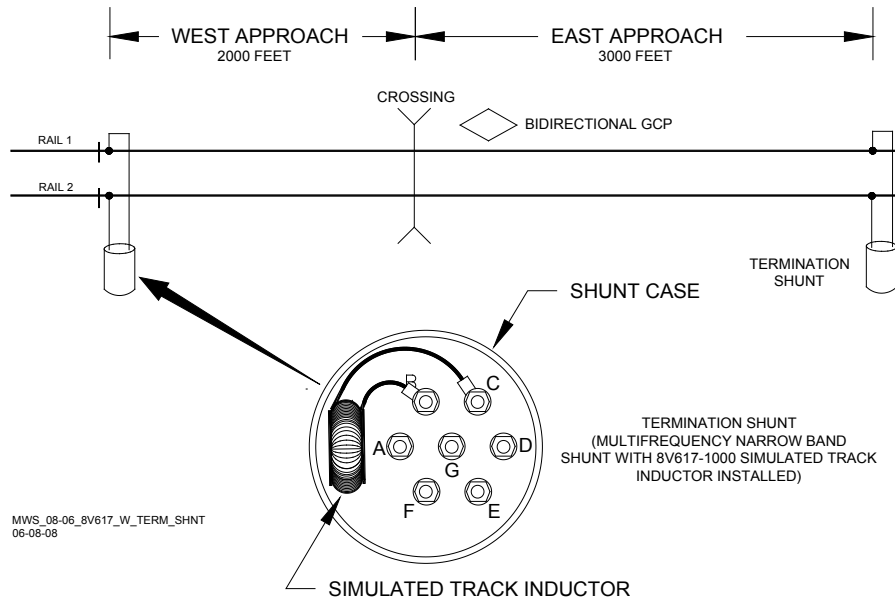 WEST APPROACH
2000 FEET
EAST APPROACH
3000 FEET
CROSSING
BIDIRECTIONAL GCP
RAIL 1
RAIL 2
TERMINATION
SHUNT
SHUNT CASE
B
C
A
G
D
F
E
TERMINATION SHUNT
(MULTIFREQUENCY NARROW BAND
SHUNT WITH 8V617-1000 SIMULATED TRACK
INDUCTOR INSTALLED)
MWS_08-06_8V617_W_TERM_SHNT
06-08-08
SIMULATED TRACK INDUCTOR